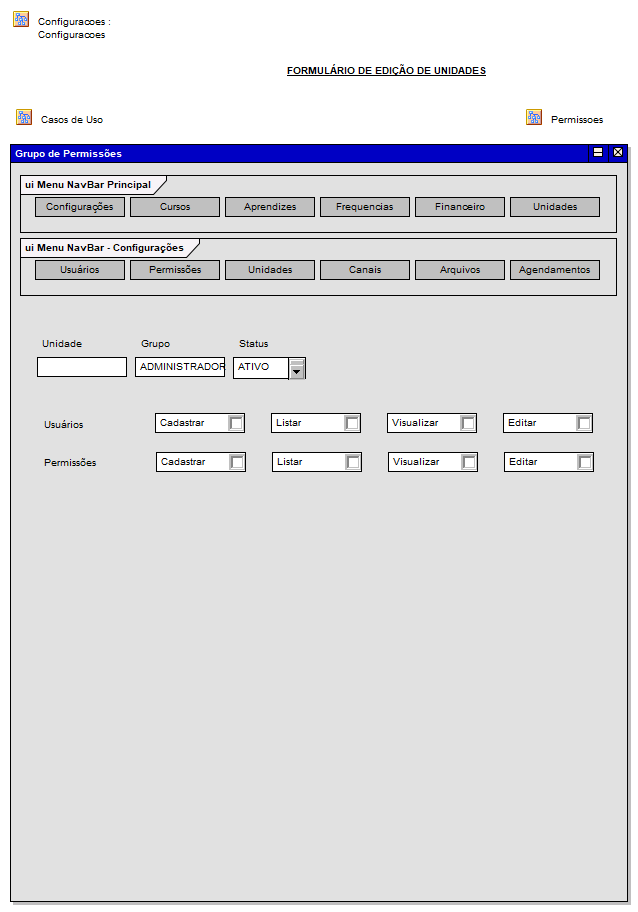 Configuracoes :
Configuracoes
FORMULÁRIO DE EDIÇÃO DE UNIDADES
Casos de Uso Permissoes
Grupo de Permissões
ui Menu NavBar Principal
Configurações Cursos Aprendizes Frequencias Financeiro Unidades
ui Menu NavBar - Configurações
Usuários Permissões Unidades Canais Arquivos Agendamentos
Unidade Grupo Status
ADMINISTRADOR ATIVO
Usuários Cadastrar Listar Visualizar Editar
Permissões Cadastrar Listar Visualizar Editar